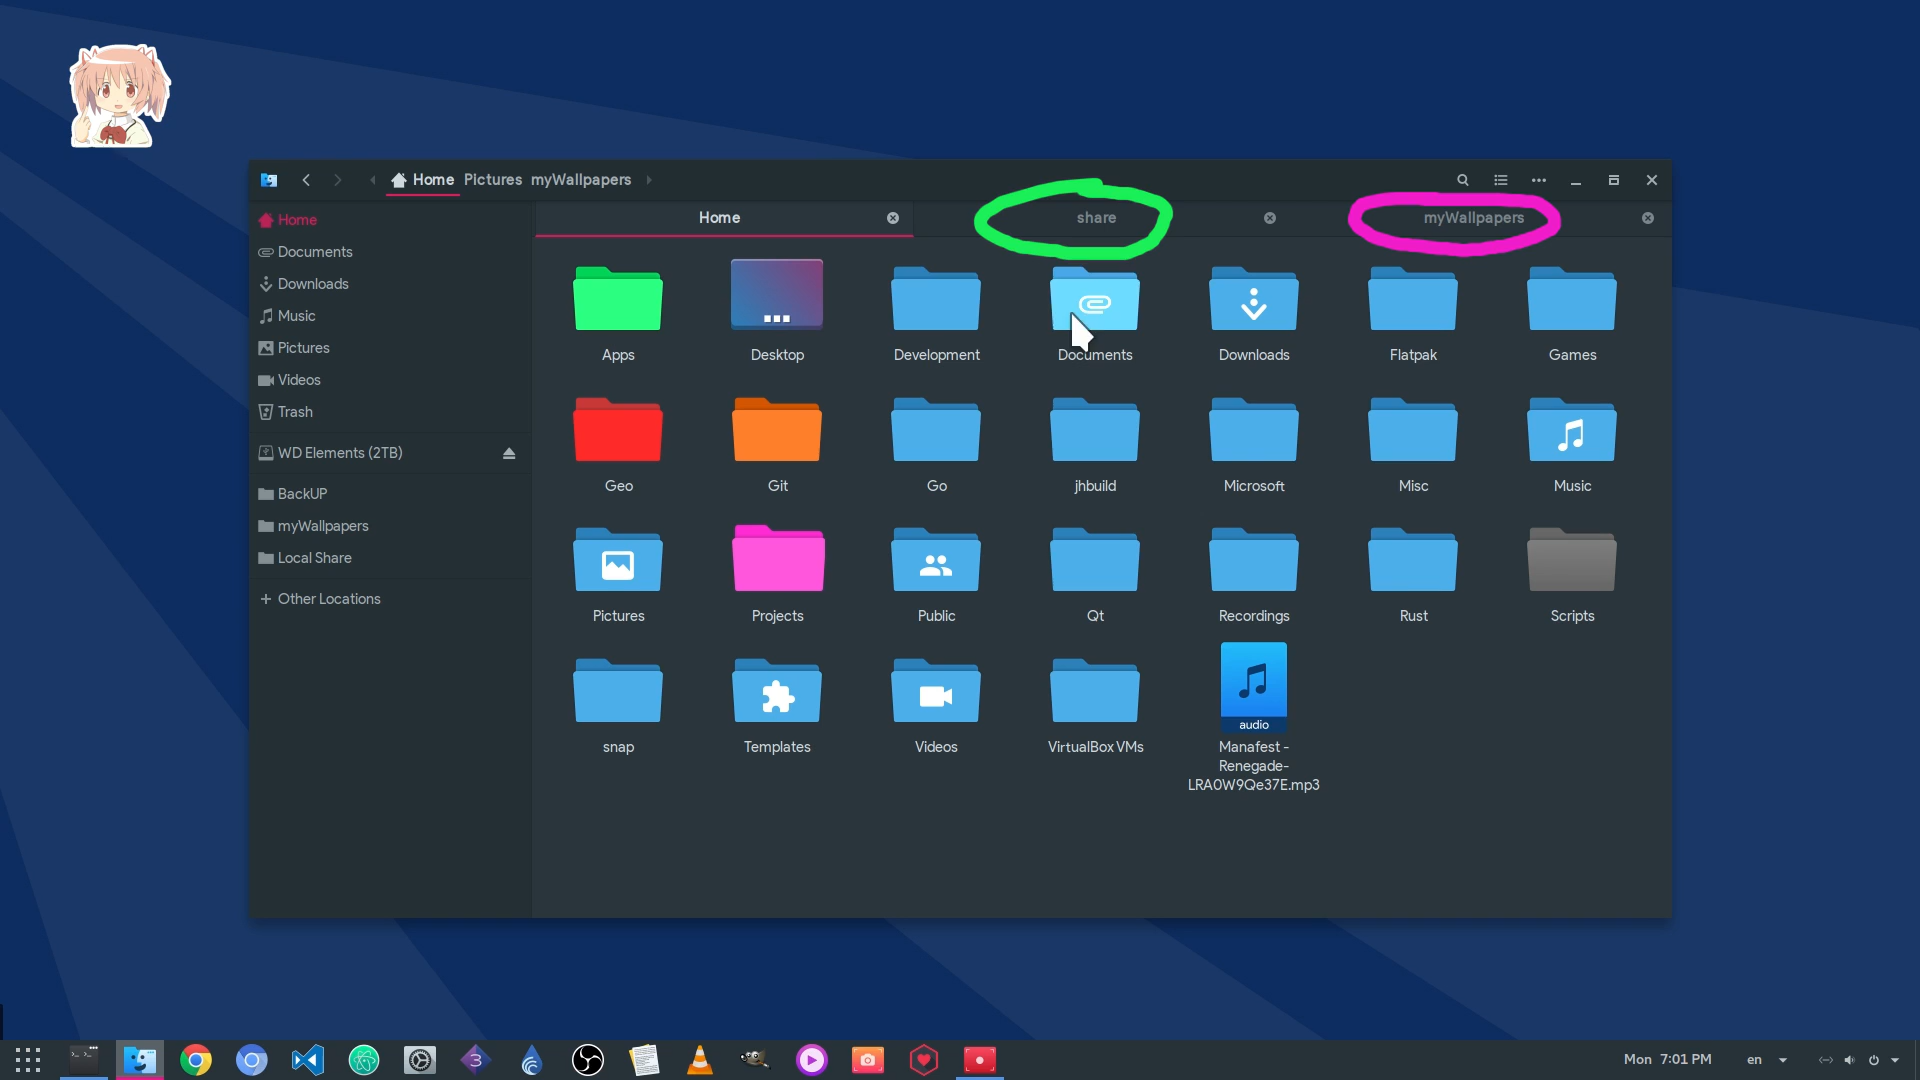 Home Pictures myWallpapers
Home share myWallpapers
Home
Documents
Downloads
Music
Pictures
Videos
Trash
WD Elements (2TB)
BackUP
myWallpapers
Local Share
+ Other Locations
Apps Desktop Development Documents Downloads Flatpak Games
Geo Git Go jhbuild Microsoft Misc Music
Pictures Projects Public Qt Recordings Rust Scripts
audio
snap Templates Videos VirtualBox VMs Manafest -
Renegade-
LRA0W9Qe37E.mp3
3
Mon 7:01 PM en